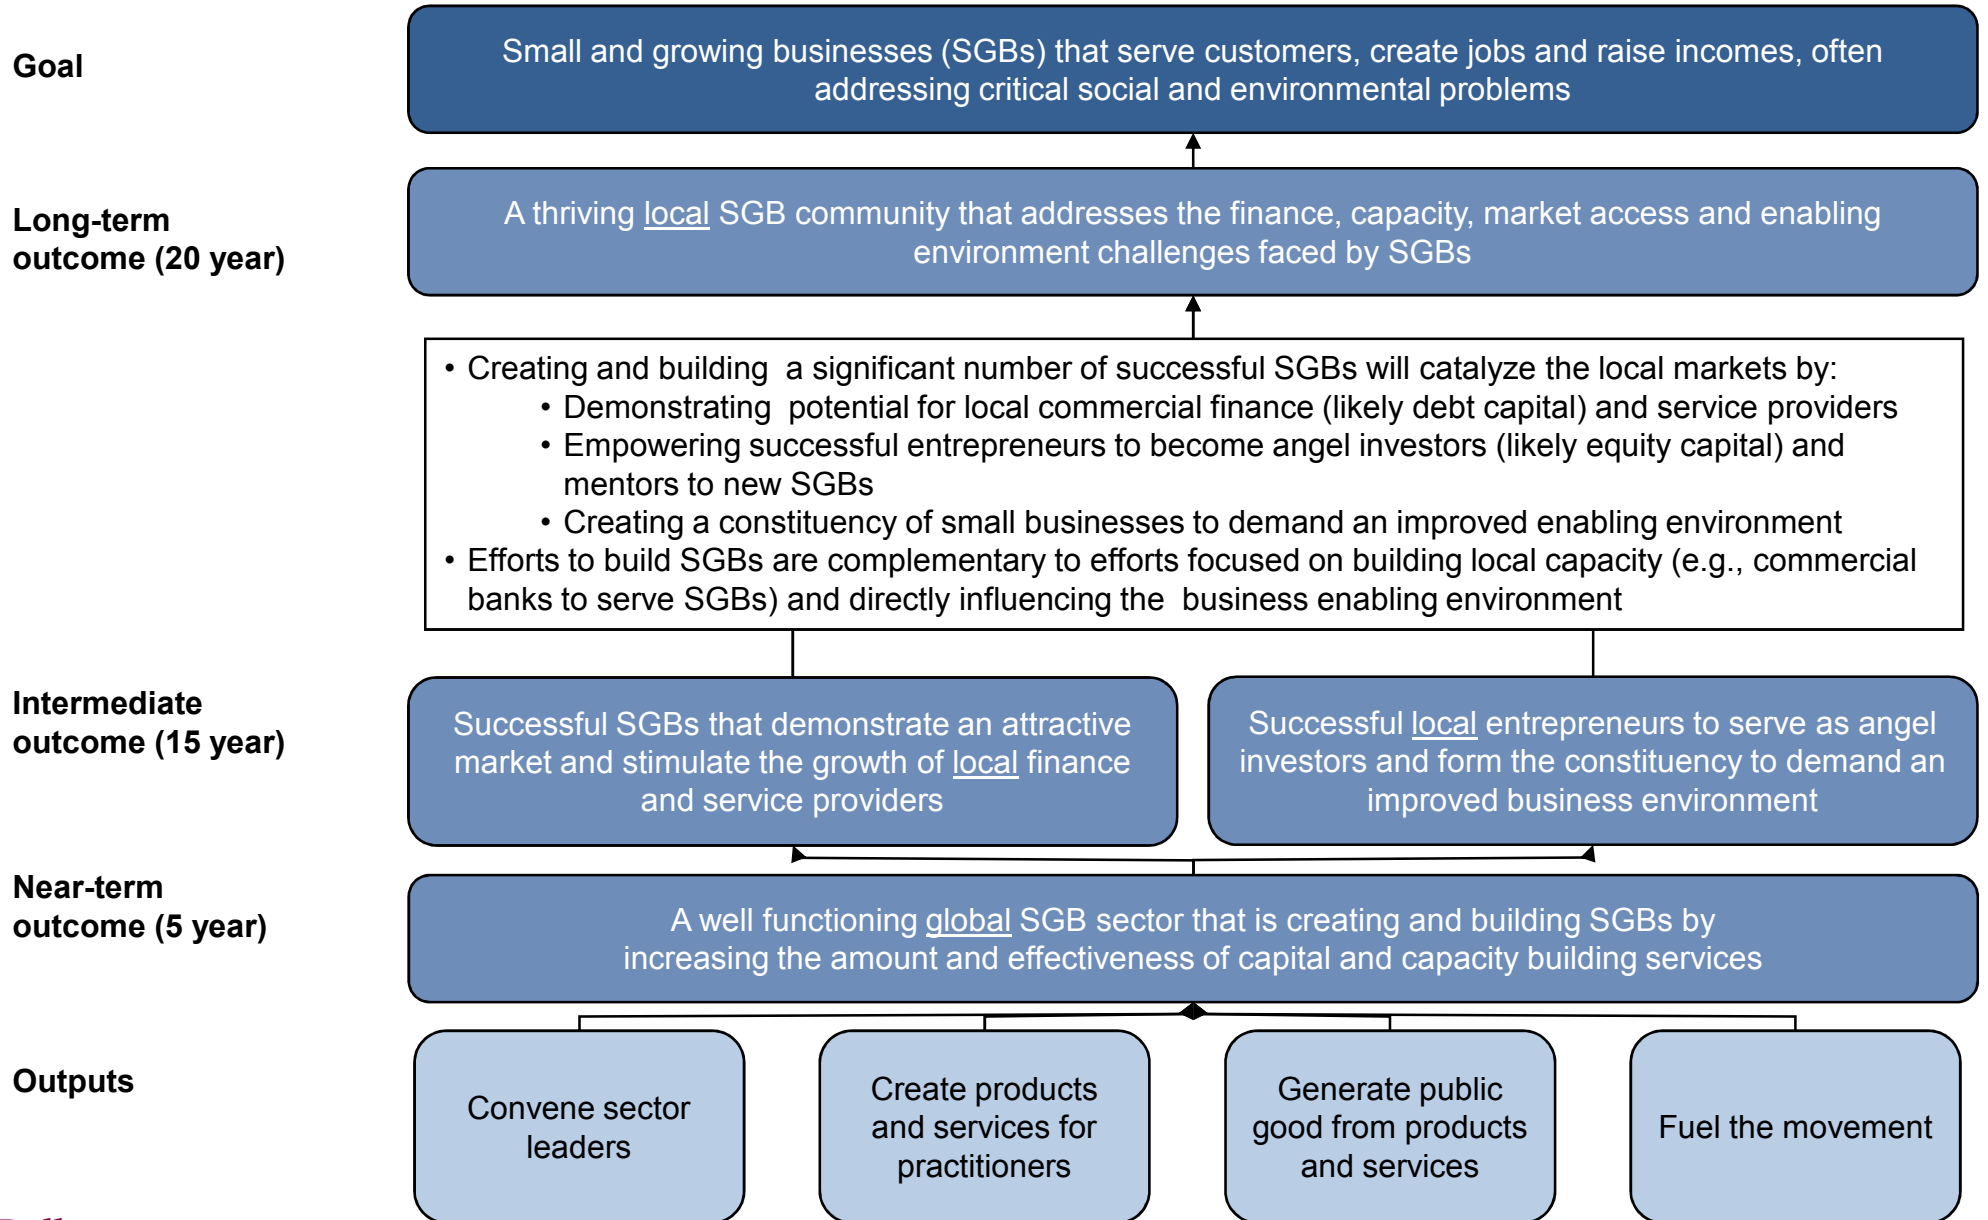 Goal
Small and growing businesses (SGBs) that serve customers, create jobs and raise incomes, often
addressing critical social and environmental problems
Long-term
outcome (20 year)
A thriving local SGB community that addresses the finance, capacity, market access and enabling
environment challenges faced by SGBs
• Creating and building  a significant number of successful SGBs will catalyze the local markets by:
• Demonstrating  potential for local commercial finance (likely debt capital) and service providers
• Empowering successful entrepreneurs to become angel investors (likely equity capital) and
mentors to new SGBs
• Creating a constituency of small businesses to demand an improved enabling environment
• Efforts to build SGBs are complementary to efforts focused on building local capacity (e.g., commercial
banks to serve SGBs) and directly influencing the  business enabling environment
Intermediate
outcome (15 year)
Successful SGBs that demonstrate an attractive
market and stimulate the growth of local finance
and service providers
Successful local entrepreneurs to serve as angel
investors and form the constituency to demand an
improved business environment
Near-term
outcome (5 year)
A well functioning global SGB sector that is creating and building SGBs by
increasing the amount and effectiveness of capital and capacity building services
Outputs
Convene sector
leaders
Create products
and services for
practitioners
Generate public
good from products
and services
Fuel the movement